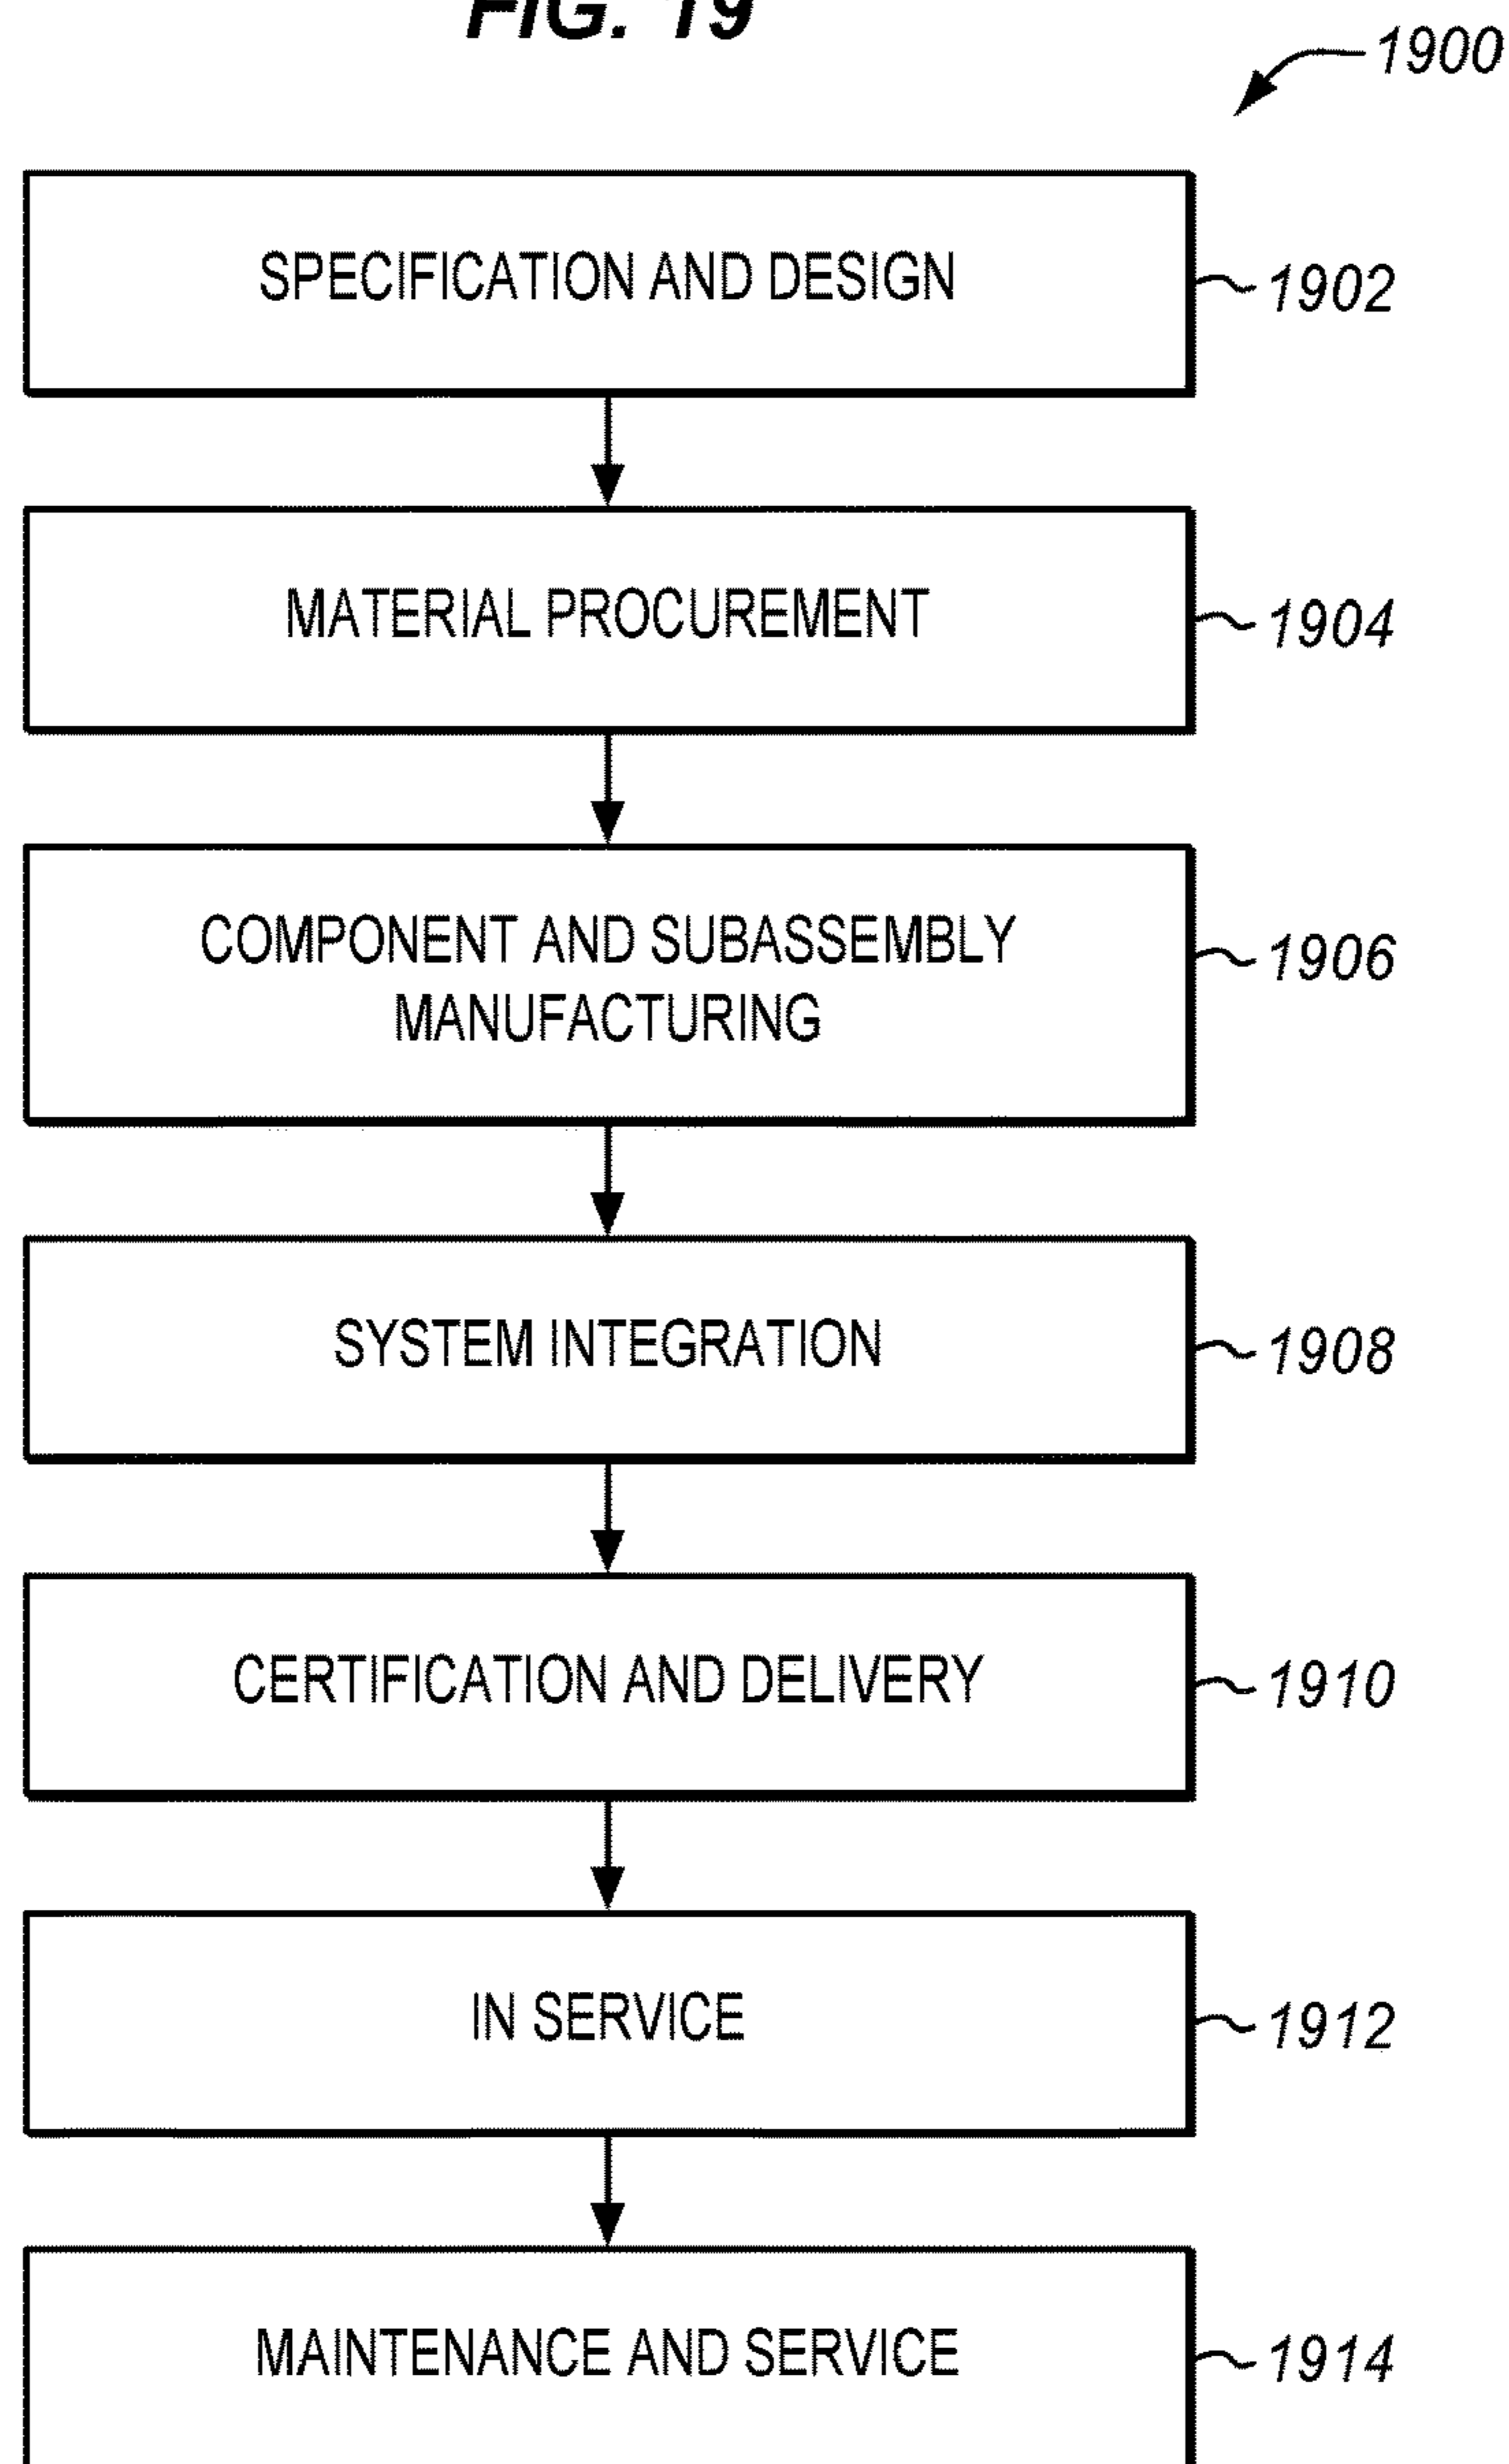 FIG. 19
1900
SPECIFICATION AND DESIGN
1902
MATERIAL PROCUREMENT
1904
COMPONENT AND SUBASSEMBLY
MANUFACTURING
1906
SYSTEM INTEGRATION
1908
CERTIFICATION AND DELIVERY
1910
IN SERVICE
1912
MAINTENANCE AND SERVICE
1914